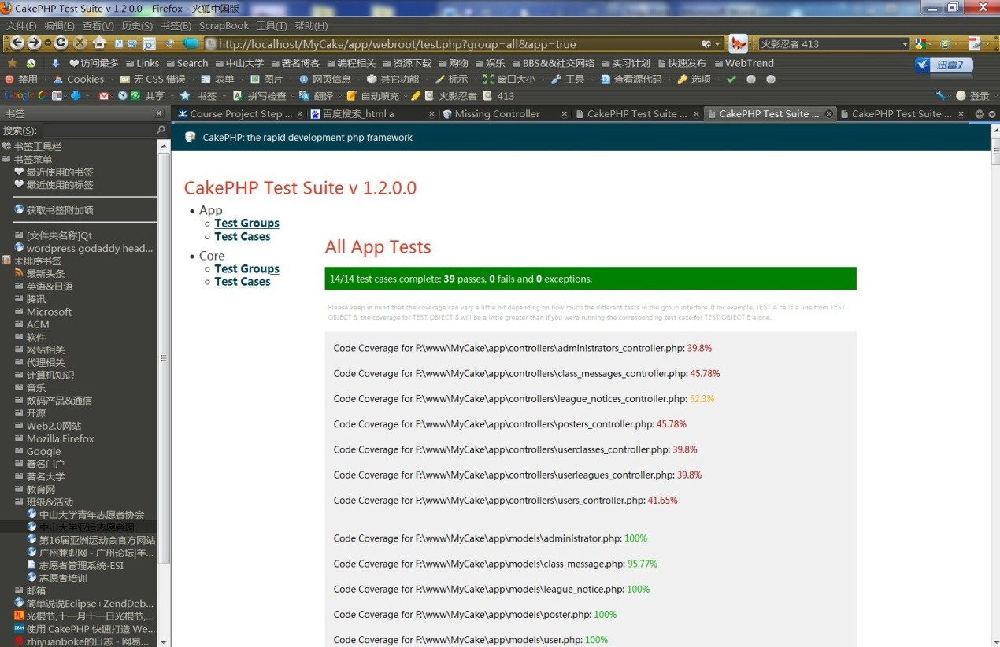 CakePHP Test Suite v 1.2.0.0 - Firefox - 火狐中国版
文件(F) 编辑(E) 查看(V) 历史(S) 书签(B) ScrapBook 工具(T) 帮助(H)
http://localhost/MyCake/app/webroot/test.php?group=all&app=true 火影忍者 413
访问最多 Links Search 中山大学 著名博客 编程相关 资源下载 购物 娱乐 BBS&&社交网络 实习计划 快速发布 WebTrend 迅雷7
禁用 Cookies 无 CSS 错误 表单 图片 网页信息 其它功能 标示 窗口大小 工具 查看源代码 选项
Google 共享 书签 拼写检查 翻译 自动填充 火影忍者 413 登录
书签
Course Project Step ... 百度搜索_html a Missing Controller CakePHP Test Suite ... CakePHP Test Suite ... CakePHP Test Suite ...
搜索(S):
书签工具栏
书签菜单
最近使用的书签
最近使用的标签
获取书签附加项
[文件夹名称]Qt
wordpress godaddy head...
未排序书签
最新头条
英语&日语
腾讯
Microsoft
ACM
软件
网站相关
代理相关
计算机知识
音乐
数码产品&通信
开源
Web2.0网站
Mozilla Firefox
Google
著名门户
著名大学
教育网
班级&活动
中山大学青年志愿者协会
中山大学亚运志愿者网
第16届亚洲运动会官方网站
广州兼职网 - 广州论坛|羊...
志愿者管理系统-ESI
志愿者培训
邮箱
简单说说Eclipse+ZendDeb...
光棍节,十一月十一日光棍节,...
使用 CakePHP 快速打造 We...
zhiyuanboke的日志 - 网易...
CakePHP: the rapid development php framework
CakePHP Test Suite v 1.2.0.0
App
Test Groups
Test Cases
Core
Test Groups
Test Cases
All App Tests
14/14 test cases complete: 39 passes, 0 fails and 0 exceptions.
Please keep in mind that the coverage can vary a little bit depending on how much the different tests in the group interfere. If for example, TEST A calls a line from TEST
OBJECT B, the coverage for TEST OBJECT B will be a little greater than if you were running the corresponding test case for TEST OBJECT B alone.
Code Coverage for F:\www\MyCake\app\controllers\administrators_controller.php: 39.8%
Code Coverage for F:\www\MyCake\app\controllers\class_messages_controller.php: 45.78%
Code Coverage for F:\www\MyCake\app\controllers\league_notices_controller.php: 52.3%
Code Coverage for F:\www\MyCake\app\controllers\posters_controller.php: 45.78%
Code Coverage for F:\www\MyCake\app\controllers\userclasses_controller.php: 39.8%
Code Coverage for F:\www\MyCake\app\controllers\userleagues_controller.php: 39.8%
Code Coverage for F:\www\MyCake\app\controllers\users_controller.php: 41.65%
Code Coverage for F:\www\MyCake\app\models\administrator.php: 100%
Code Coverage for F:\www\MyCake\app\models\class_message.php: 95.77%
Code Coverage for F:\www\MyCake\app\models\league_notice.php: 100%
Code Coverage for F:\www\MyCake\app\models\poster.php: 100%
Code Coverage for F:\www\MyCake\app\models\user.php: 100%